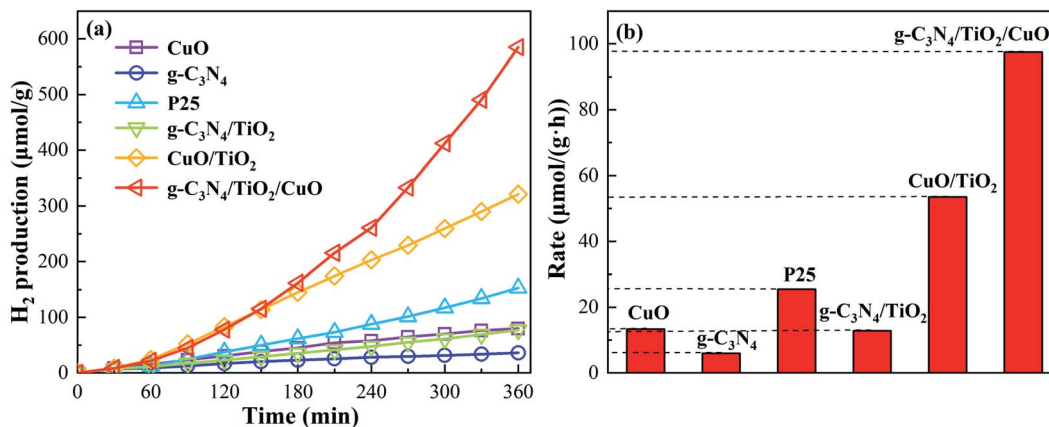 (a)
CuO
g-C₃N₄
P25
g-C₃N₄/TiO₂
CuO/TiO₂
g-C₃N₄/TiO₂/CuO
H₂ production (μmol/g)
600
500
400
300
200
100
0
0 60 120 180 240 300 360
Time (min)
(b)
g-C₃N₄/TiO₂/CuO
CuO/TiO₂
P25
CuO
g-C₃N₄
g-C₃N₄/TiO₂
Rate (μmol/(g·h))
100
80
60
40
20
0